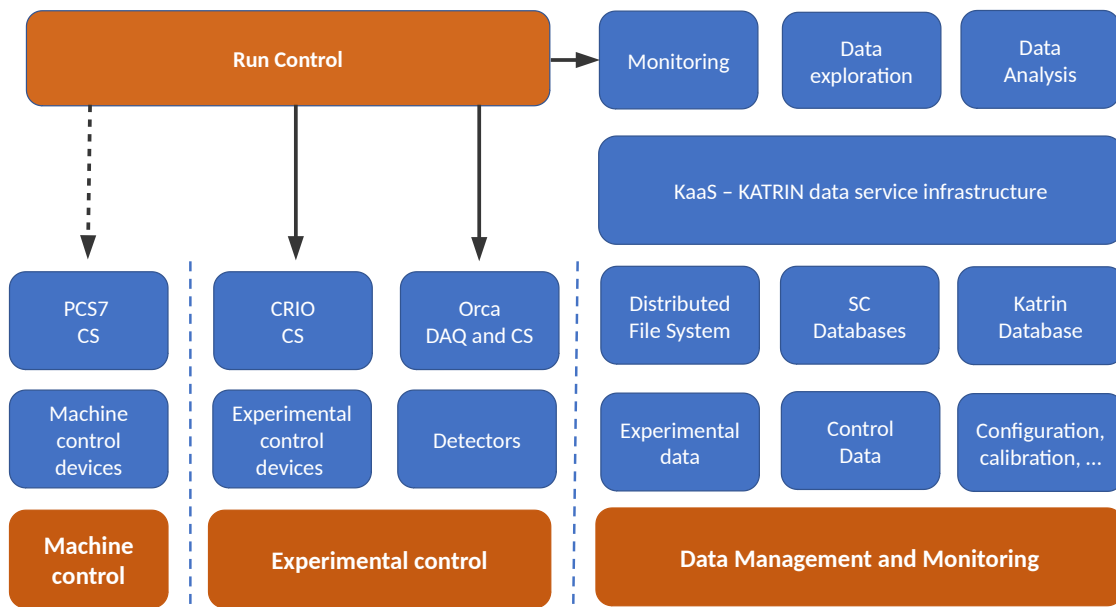 Run Control
Monitoring
Data
exploration
Data
Analysis
KaaS – KATRIN data service infrastructure
PCS7
CS
CRIO
CS
Orca
DAQ and CS
Distributed
File System
SC
Databases
Katrin
Database
Machine
control
devices
Experimental
control
devices
Detectors
Experimental
data
Control
Data
Configuration,
calibration, ...
Machine
control
Experimental control
Data Management and Monitoring